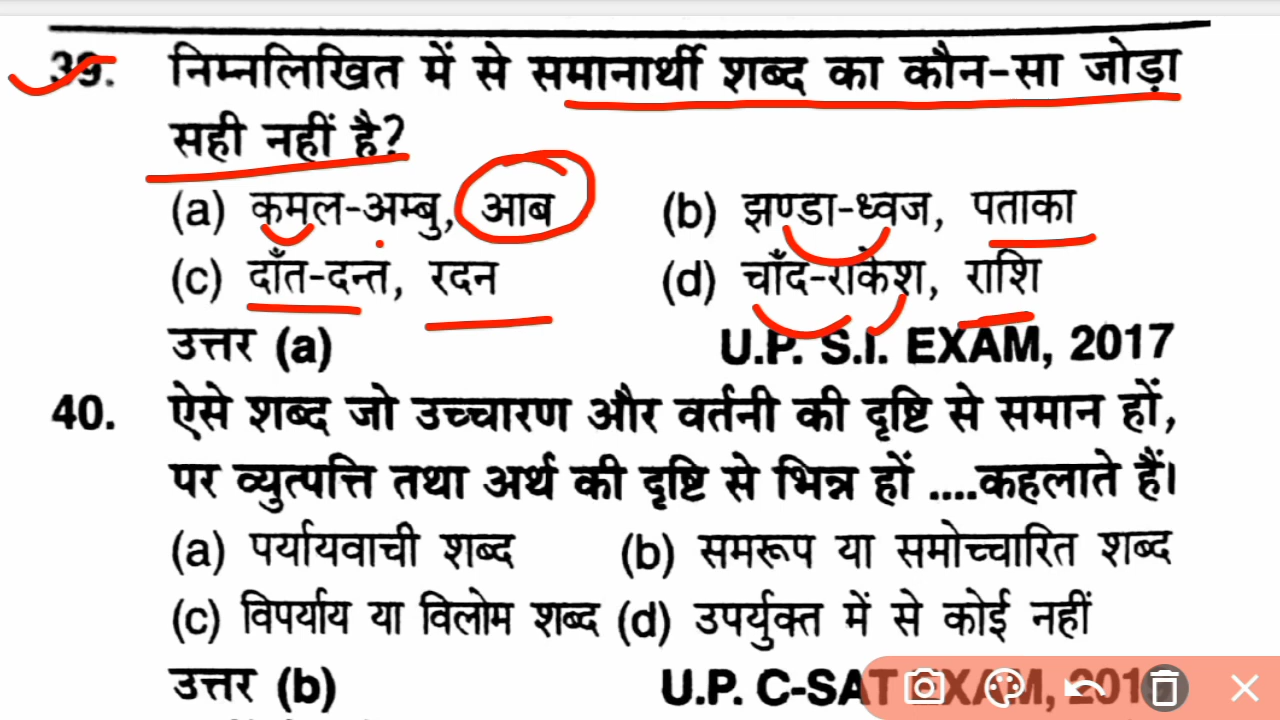 39. निम्नलिखित में से समानार्थी शब्द का कौन-सा जोड़ा
सही नहीं है?
(a) कमल-अम्बु, आब (b) झण्डा-ध्वज, पताका
(c) दाँत-दन्त, रदन (d) चाँद-राकेश, राशि
उत्तर (a) U.P. S.I. EXAM, 2017
40. ऐसे शब्द जो उच्चारण और वर्तनी की दृष्टि से समान हों,
पर व्युत्पत्ति तथा अर्थ की दृष्टि से भिन्न हों ....कहलाते हैं।
(a) पर्यायवाची शब्द (b) समरूप या समोच्चारित शब्द
(c) विपर्याय या विलोम शब्द (d) उपर्युक्त में से कोई नहीं
उत्तर (b) U.P. C-SAT EXAM,